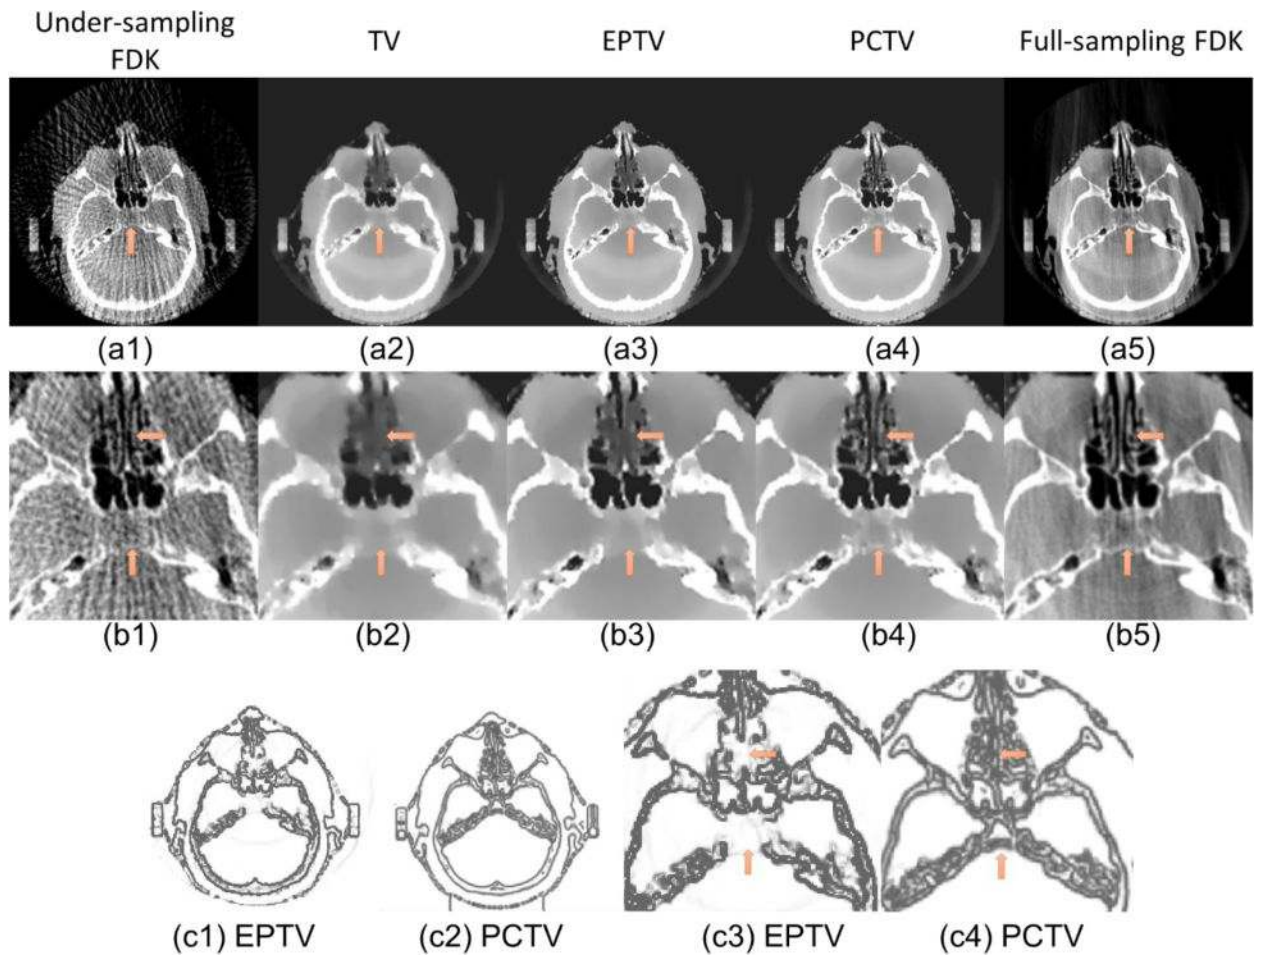 Under-sampling
FDK
TV
EPTV
PCTV
Full-sampling FDK
(a1)
(a2)
(a3)
(a4)
(a5)
(b1)
(b2)
(b3)
(b4)
(b5)
(c1) EPTV
(c2) PCTV
(c3) EPTV
(c4) PCTV